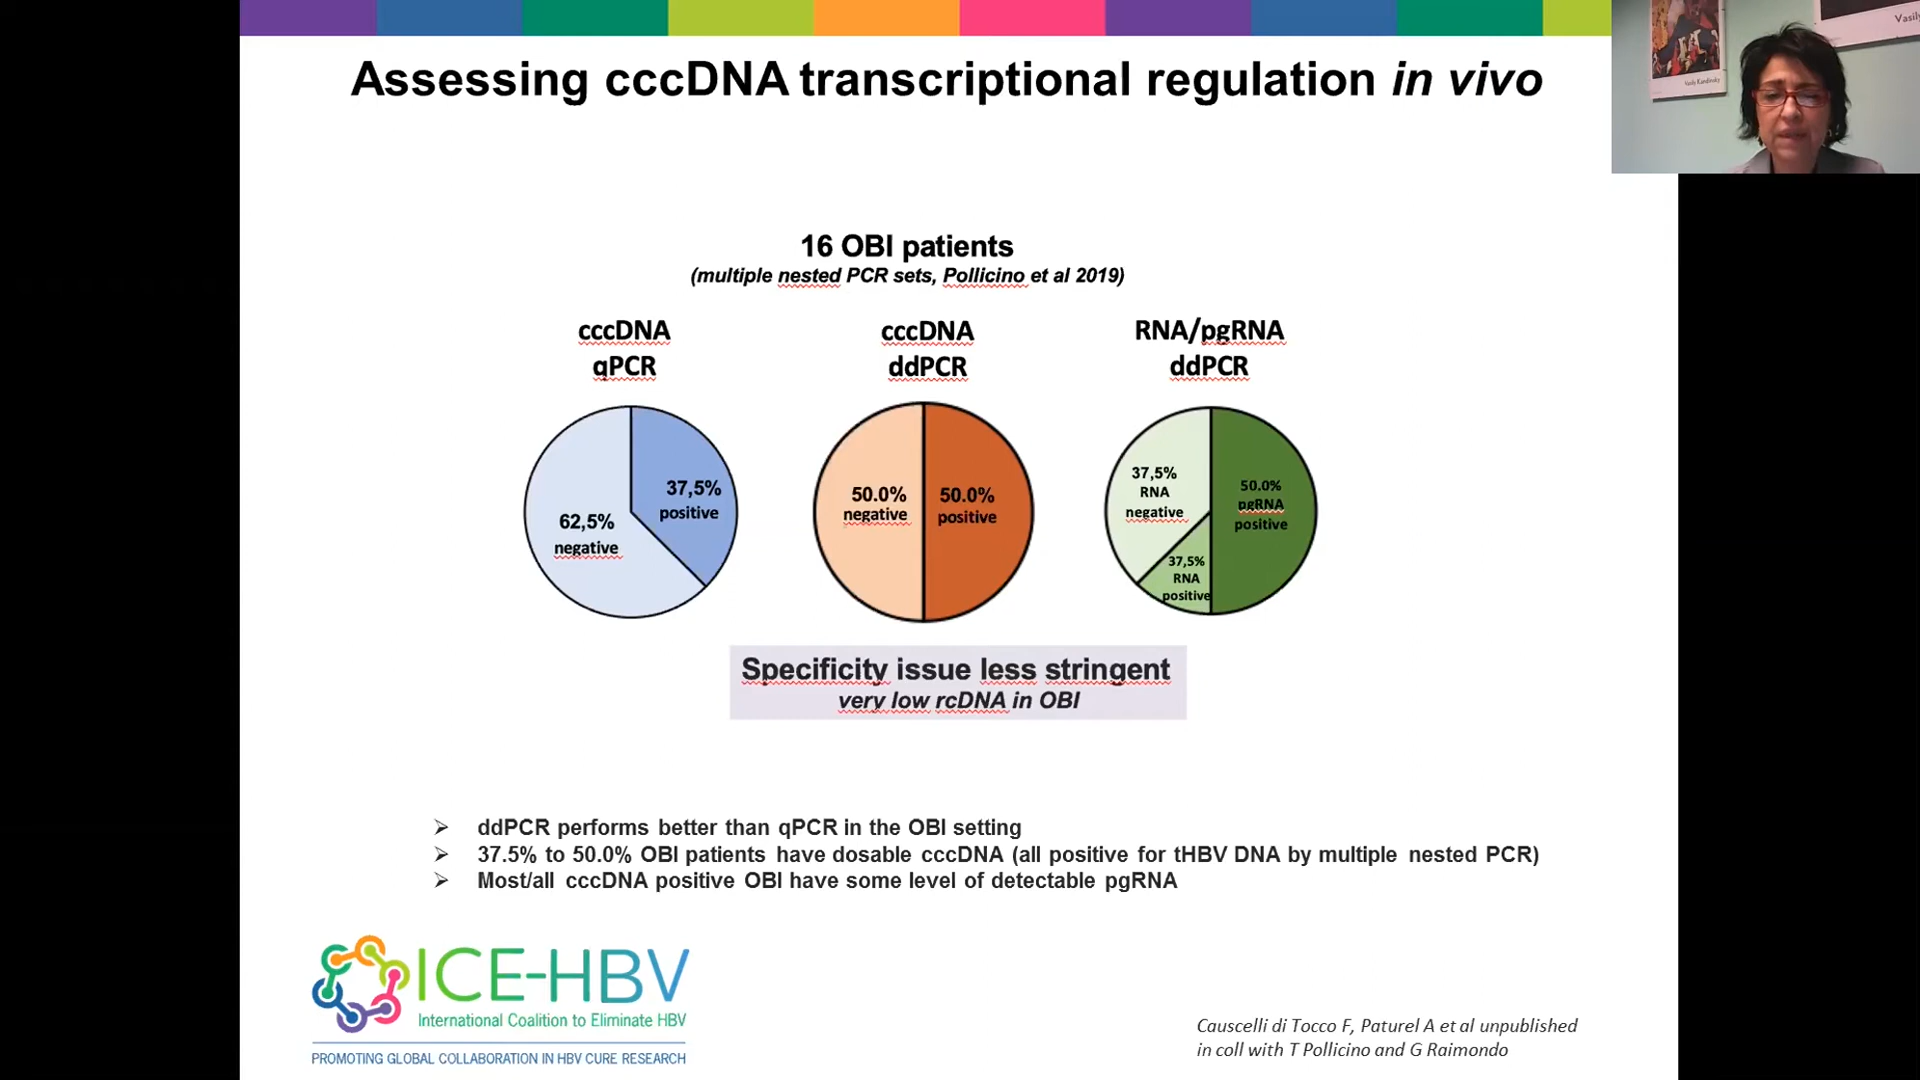 Assessing cccDNA transcriptional regulation in vivo
Vasily Kandinsky
Vasily
16 OBI patients
(multiple nested PCR sets, Pollicino et al 2019)
cccDNA
qPCR
37,5%
positive
62,5%
negative
cccDNA
ddPCR
50.0%
negative
50.0%
positive
RNA/pgRNA
ddPCR
37,5%
RNA
negative
50.0%
pgRNA
positive
37,5%
RNA
positive
Specificity issue less stringent
very low rcDNA in OBI
ddPCR performs better than qPCR in the OBI setting
37.5% to 50.0% OBI patients have dosable cccDNA (all positive for tHBV DNA by multiple nested PCR)
Most/all cccDNA positive OBI have some level of detectable pgRNA
ICE-HBV
International Coalition to Eliminate HBV
PROMOTING GLOBAL COLLABORATION IN HBV CURE RESEARCH
Causcelli di Tocco F, Paturel A et al unpublished
in coll with T Pollicino and G Raimondo